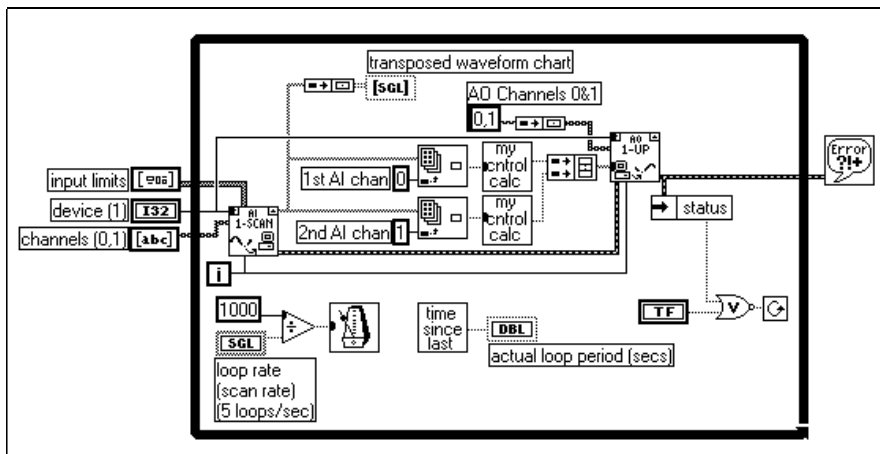 transposed waveform chart
[SGL]
AO Channels 0&1
0,1
AO
1-UP
my
cntrol
calc
1st AI chan 0
input limits
device (1) I32
channels (0,1) [abc]
AI
1-SCAN
2nd AI chan 1
my
cntrol
calc
Error
?!+
status
i
1000
÷
SGL
loop rate
(scan rate)
(5 loops/sec)
time
since
last
DBL
actual loop period (secs)
TF
V